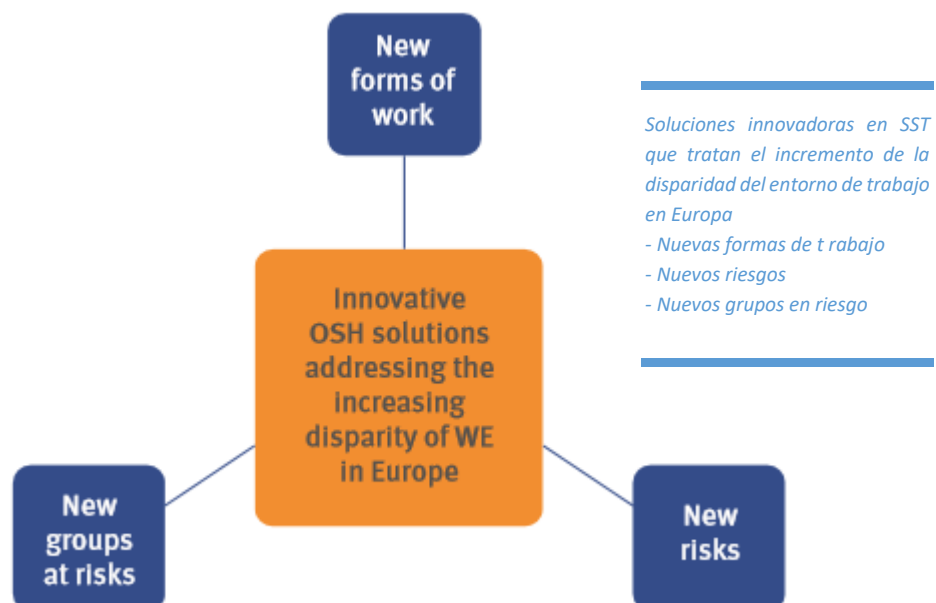 New
forms of
work
Soluciones innovadoras en SST
que tratan el incremento de la
disparidad del entorno de trabajo
en Europa
- Nuevas formas de t rabajo
- Nuevos riesgos
- Nuevos grupos en riesgo
Innovative
OSH solutions
addressing the
increasing
disparity of WE
in Europe
New
groups
at risks
New
risks